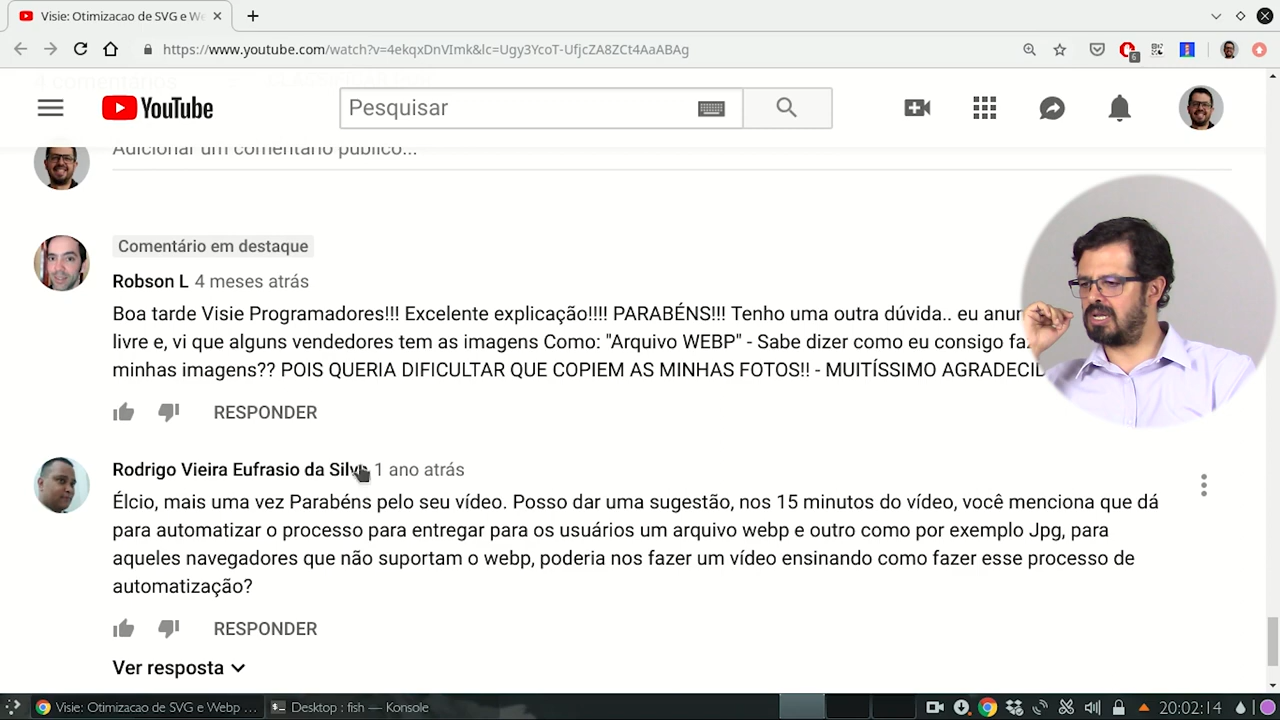 Visie: Otimizacao de SVG e We
https://www.youtube.com/watch?v=4ekqxDnVImk&lc=Ugy3YcoT-UfjcZA8ZCt4AaABAg
6
YouTube
Pesquisar
Adicionar um comentário público...
Comentário em destaque
Robson L 4 meses atrás
Boa tarde Visie Programadores!!! Excelente explicação!!!! PARABÉNS!!! Tenho uma outra dúvida.. eu
livre e, vi que alguns vendedores tem as imagens Como: "Arquivo WEBP" - Sabe dizer como eu consigo
minhas imagens?? POIS QUERIA DIFICULTAR QUE COPIEM AS MINHAS FOTOS!! - MUITÍSSIMO
RESPONDER
Rodrigo Vieira Eufrasio da Silva 1 ano atrás
Élcio, mais uma vez Parabéns pelo seu vídeo. Posso dar uma sugestão, nos 15 minutos do vídeo, você menciona que dá
para automatizar o processo para entregar para os usuários um arquivo webp e outro como por exemplo Jpg, para
aqueles navegadores que não suportam o webp, poderia nos fazer um vídeo ensinando como fazer esse processo de
automatização?
RESPONDER
Ver resposta
Visie: Otimizacao de SVG e Webp ...
Desktop : fish — Konsole
20:02:14